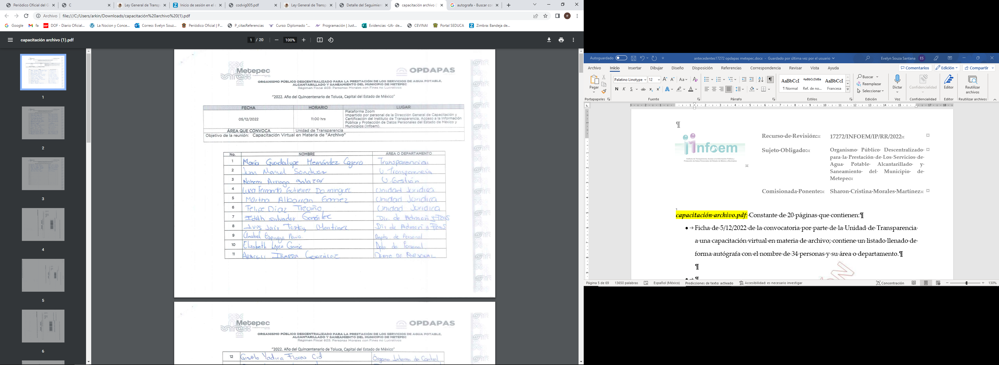 Periódico Oficial del G
C
Ley General de Transp
Inicio de sesión en el c
codvig005.pdf
Ley General de Transp
Detalle del Seguimien
capacitación archivo (
autografa - Buscar co
Archivo
file:///C:/Users/arkin/Downloads/capacitación%20archivo%20(1).pdf
e
Google
fa
DOF - Diario Oficial...
La Nocion y Conce...
Correo: Evelyn Souz...
Periódico Oficial | P...
P_citasReferencias
Curso: Diplomado "...
Programación | Just...
Evidencias -UA- de...
CEVINAI
Portal SEDUCA
Zimbra: Bandeja de...
capacitación archivo (1).pdf
1 / 20
100%
1
2
3
4
5
6
Metepec
OPDAPAS
ORGANISMO PÚBLICO DESCENTRALIZADO PARA LA PRESTACIÓN DE LOS SERVICIOS DE AGUA POTABLE,
ALCANTARILLADO Y SANEAMIENTO DEL MUNICIPIO DE METEPEC
Régimen Fiscal 603: Personas Morales con Fines no Lucrativos
"2022. Año del Quincentenario de Toluca, Capital del Estado de México"
FECHA HORARIO LUGAR
05/12/2022
11:00 hrs
Plataforma Zoom
Impartido por personal de la Dirección General de Capacitación y
Certificación del Instituto de Transparencia, Acceso a la Información
Pública y Protección de Datos Personales del Estado de México y
Municipios (Infoem).
ÁREA QUE CONVOCA Unidad de Transparencia
Objetivo de la reunión: Capacitación Virtual en Materia de "Archivo"
No. NOMBRE ÁREA O DEPARTAMENTO
1 María Guadalupe Hernández Cajero Transparencia
2 Juan Manuel Sánchez U. Transparencia
3 Nohemi Arriaga Salazar U. Gestión
4 Luisa Fernanda Gutierrez Dominguez Unidad Juridica
5 Martha Albarran Gomez Unidad Juridica
6 Felipe Díaz Treviño Unidad Juridica
7 Edith Salvador González Dir. de Admon y Fzas
8 Luis Jair Martinez Dir de Admon y Fzas
9 Anabel Espinoza Nava. Depto. de Personal
10 Elizabeth López García Dpto de Personal
11 ARACELI IBARRA GONZÁLEZ DEPTO DE PERSONAL
Metepec
OPDAPAS
ORGANISMO PÚBLICO DESCENTRALIZADO PARA LA PRESTACIÓN DE LOS SERVICIOS DE AGUA POTABLE,
ALCANTARILLADO Y SANEAMIENTO DEL MUNICIPIO DE METEPEC
Régimen Fiscal 603: Personas Morales con Fines no Lucrativos
"2022. Año del Quincentenario de Toluca, Capital del Estado de México"
12 Gisela Yadira Flores Cid Órgano Interno de Control
Autoguardado
antecedentes17272 opdapas metepec.docx - Guardado por última vez por el usuario
Evelyn Souza Santana
ES
Archivo Inicio Insertar Dibujar Diseño Disposición Referencias Correspondencia Revisar Vista Ayuda
Comentarios
Edición
Compartir
Pegar
Palatino Linotype
12
N K S ab x₂ x²
AaBbCcI AaBbCcDdEe AaBbCcI
¶ Normal Ref. de no... Francesa
Buscar
Reemplazar
Seleccionar
Dictar
Confidencialidad
Editor
Reutilizar
archivos
Portapapeles Fuente Párrafo Estilos Edición Voz Confidencialidad Editor Reutilizar archivos
¶
infoem
Instituto de Transparencia, Acceso a la Información Pública y
Protección de Datos Personales del Estado de México y Municipios
Recurso·de·Revisión:¤ 17272/INFOEM/IP/RR/2022¤
Sujeto·Obligado:¤ Organismo Público Descentralizado·
para·la·Prestación·de·Los·Servicios·de·
Agua· Potable· Alcantarillado· y·
Saneamiento del Municipio de·
Metepec¤
Comisionada·Ponente:¤ Sharon·Cristina·Morales·Martínez¤
capacitación·archivo.pdf:·Constante·de·20·páginas·que·contienen:¶
Ficha·de·5/12/2022·de·la·convocatoria·por·parte·de·la·Unidad·de·Transparencia·
a·una·capacitación·virtual·en·materia·de·archivo;·contiene·un·listado·llenado·de·
forma·autógrafa·con·el·nombre·de·34·personas·y·su·área·o·departamento.¶
¶
¶
Página 5 de 69
13650 palabras
Español (México)
Predicciones de texto: activado
Accesibilidad: es necesario investigar
Concentración
130%